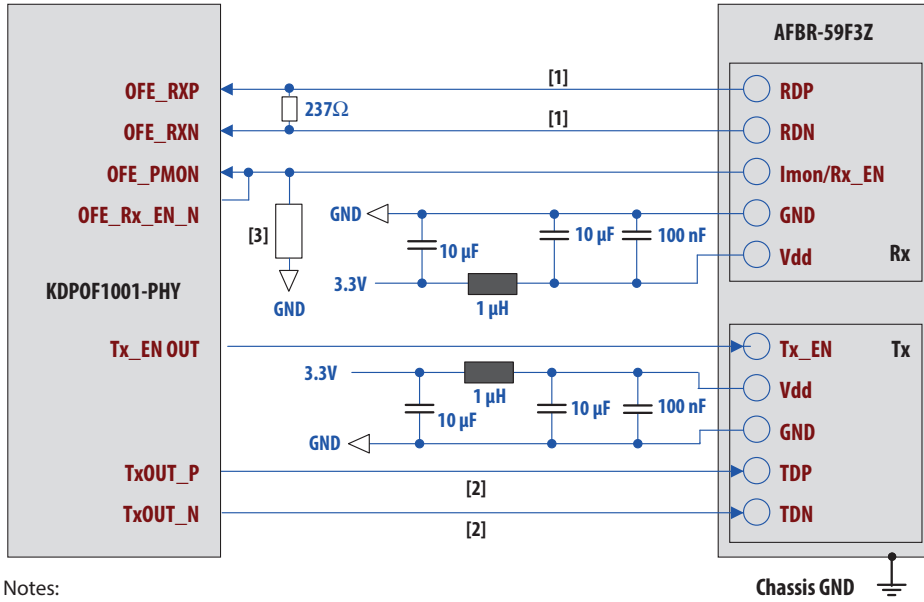 AFBR-59F3Z
OFE_RXP
[1]
RDP
237Ω
OFE_RXN
[1]
RDN
OFE_PMON
Imon/Rx_EN
OFE_Rx_EN_N
[3]
GND
GND
10 µF
10 µF
100 nF
3.3V
Vdd
Rx
1 µH
GND
KDPOF1001-PHY
Tx_EN OUT
Tx_EN
Tx
3.3V
1 µH
Vdd
10 µF
10 µF
100 nF
GND
GND
TxOUT_P
[2]
TDP
TxOUT_N
[2]
TDN
Notes:
Chassis GND